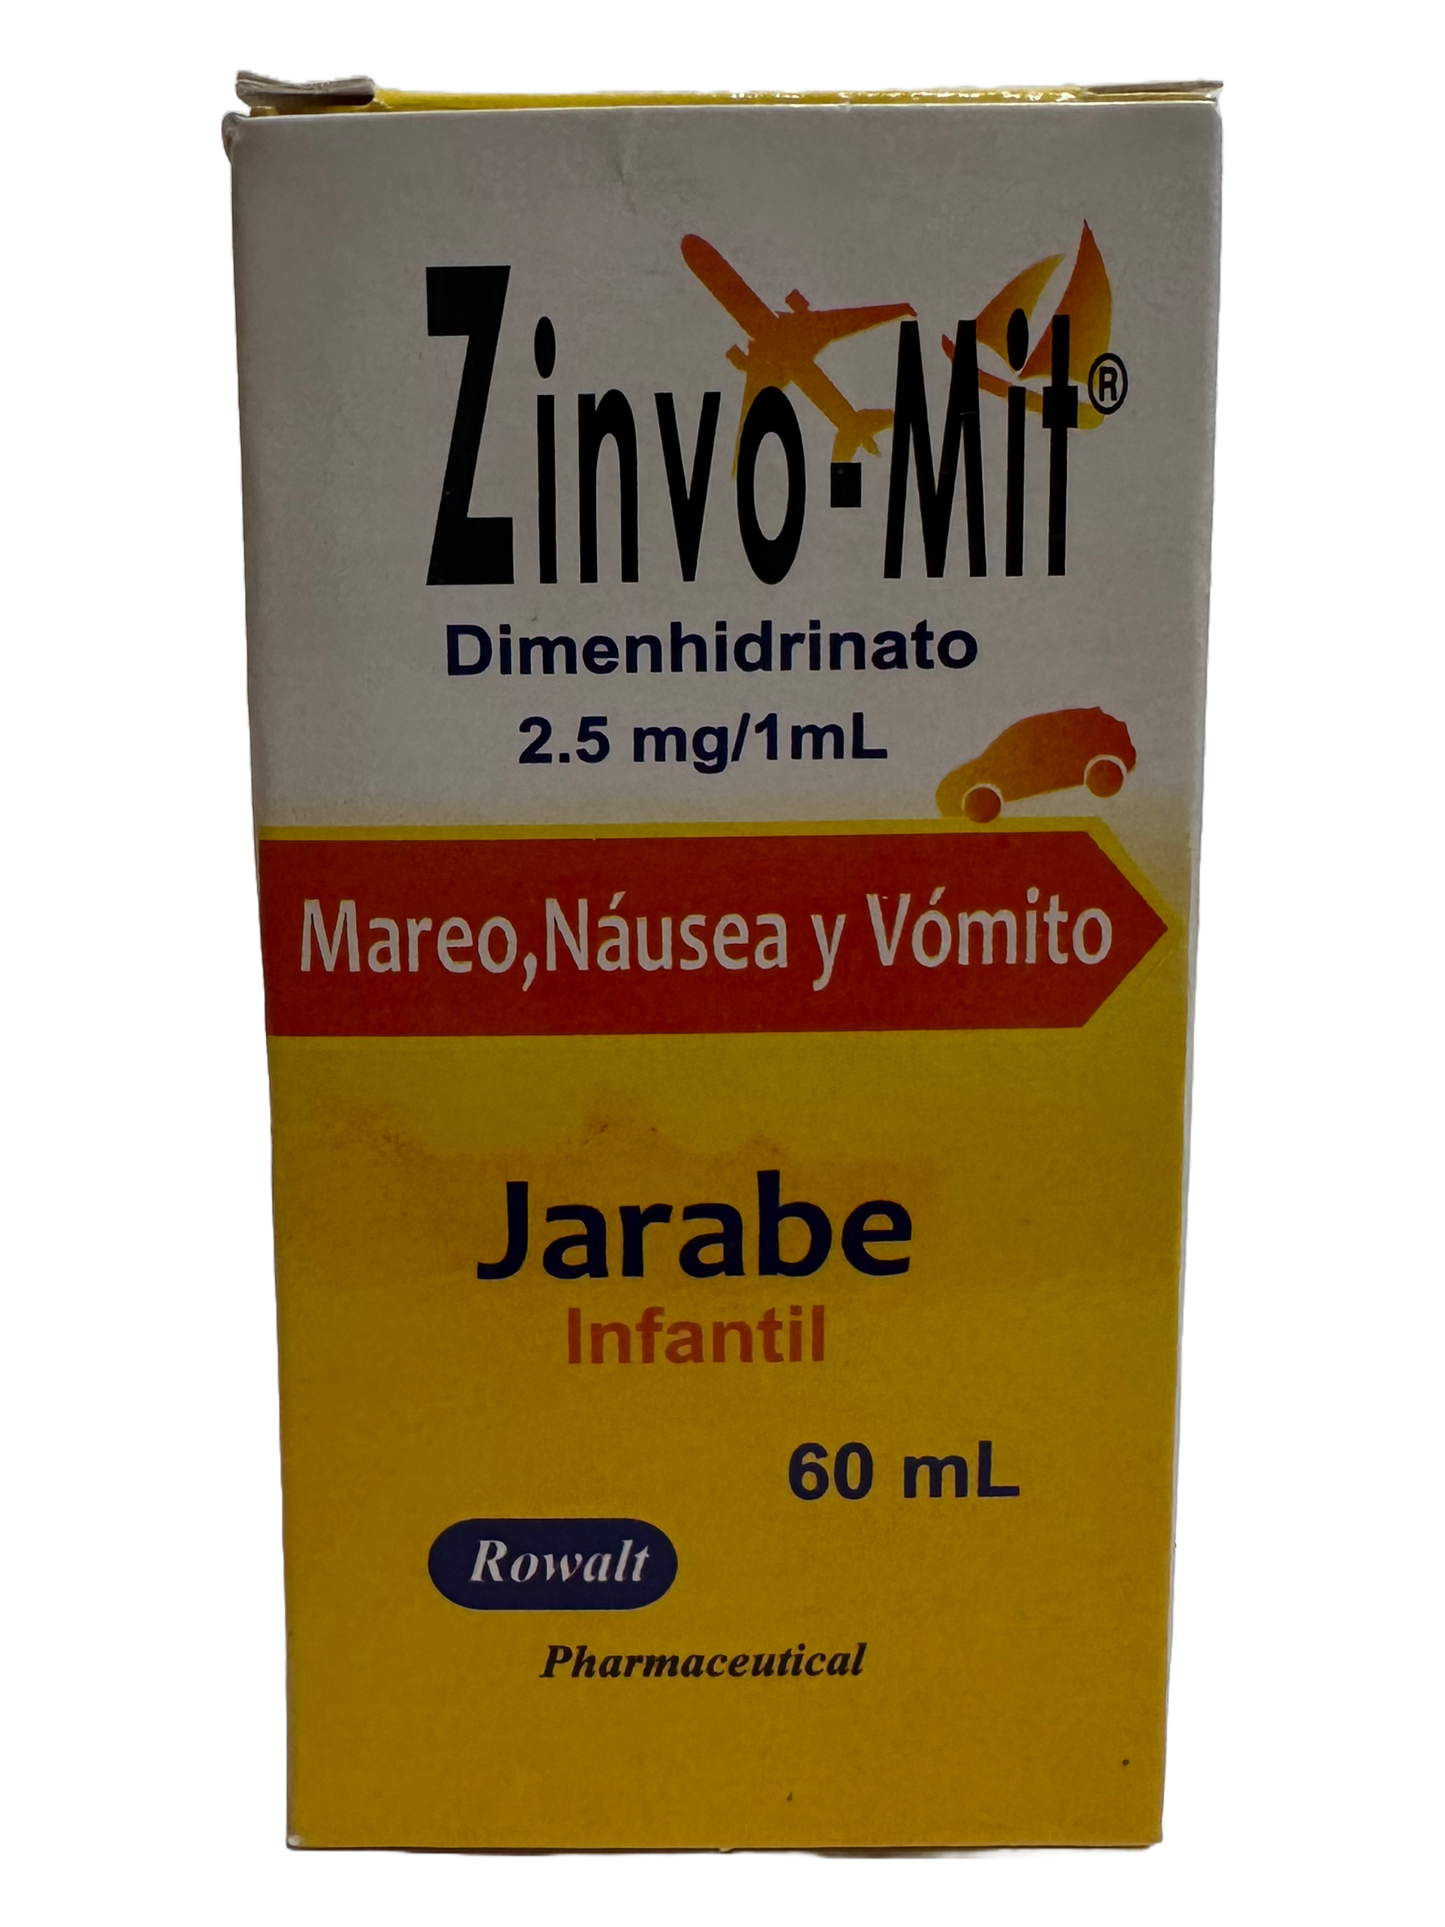 Zinvo-Mit®
Dimenhidrinato
2.5 mg/1mL
Mareo,Náusea y Vómito
Jarabe
Infantil
60 mL
Rowalt
Pharmaceutical